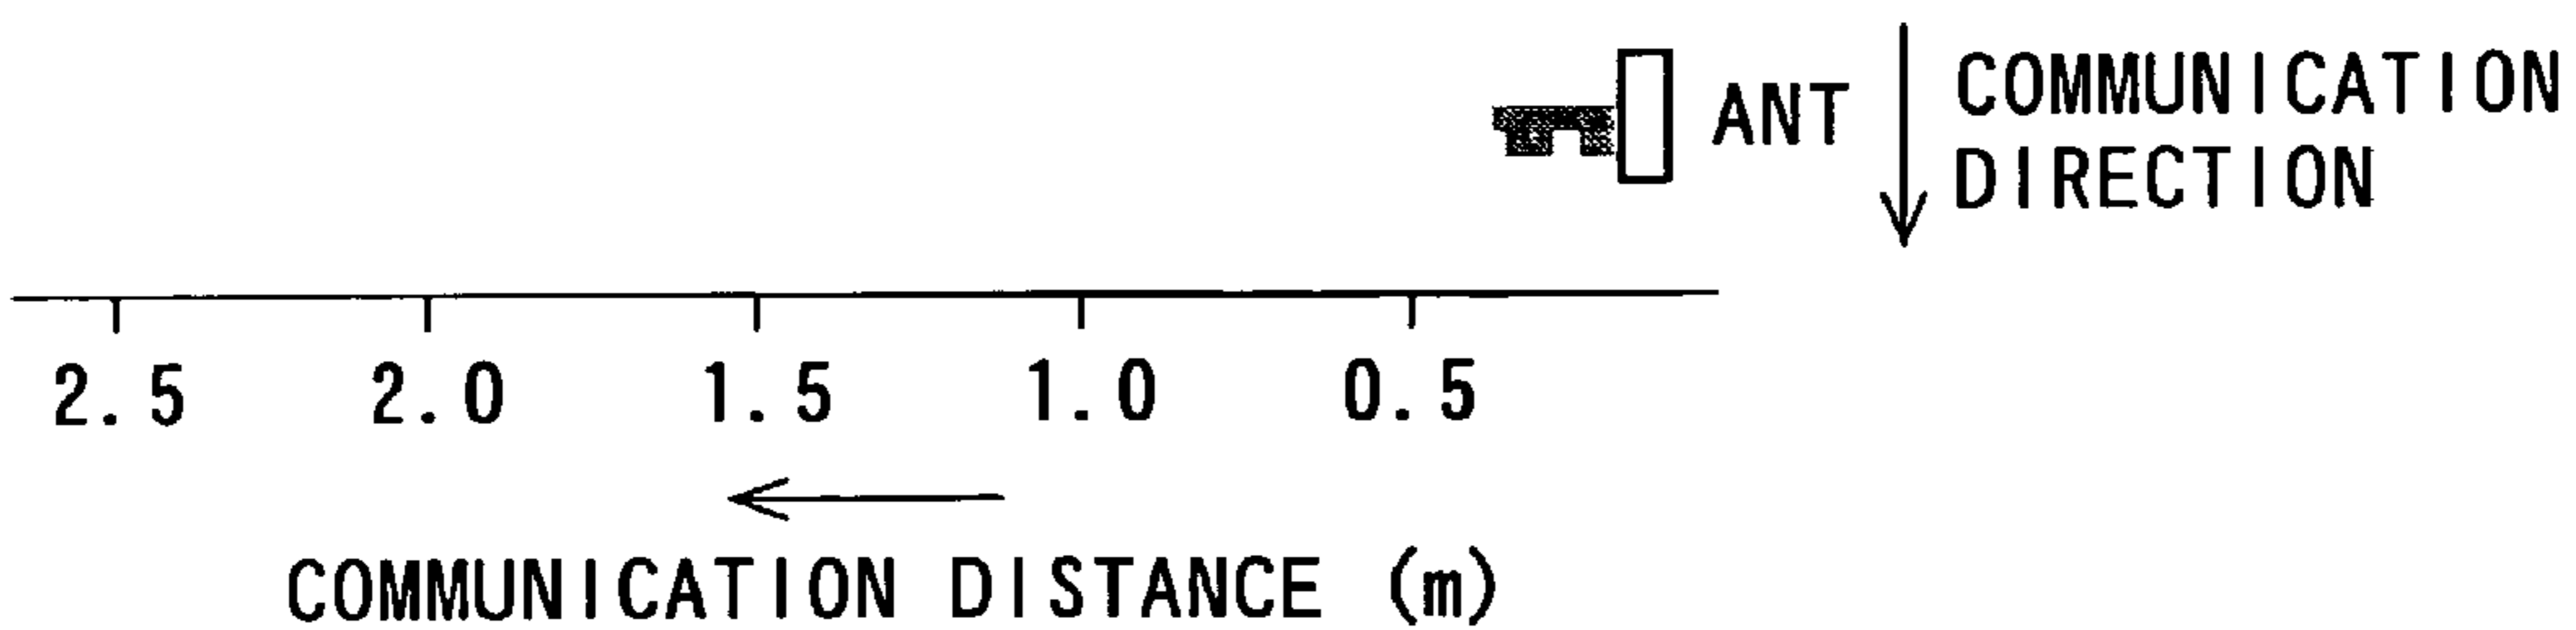 ANT
COMMUNICATION
DIRECTION
2.5 2.0 1.5 1.0 0.5
COMMUNICATION DISTANCE (m)